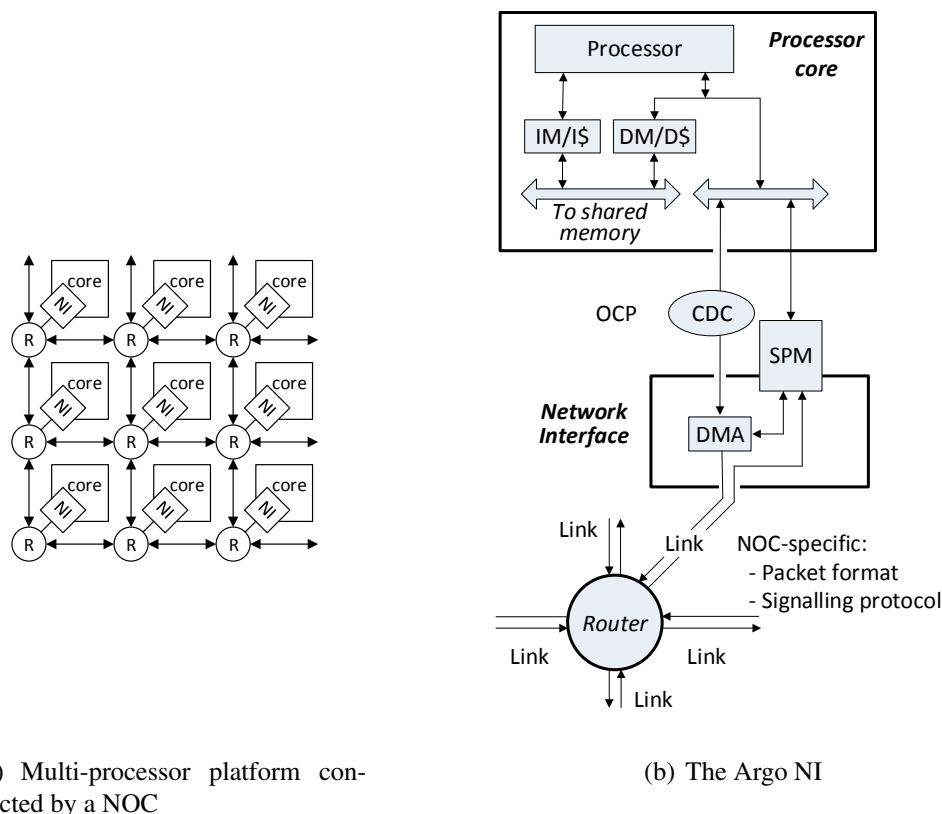 Processor
Processor core
IM/I$
DM/D$
To shared memory
OCP
CDC
SPM
Network Interface
DMA
Link
Link
NOC-specific:
- Packet format
- Signalling protocol
Router
Link
Link
Link
core
core
core
NI
NI
NI
R
R
R
core
core
core
NI
NI
NI
R
R
R
core
core
core
NI
NI
NI
R
R
R
) Multi-processor platform con-
cted by a NOC
(b) The Argo NI